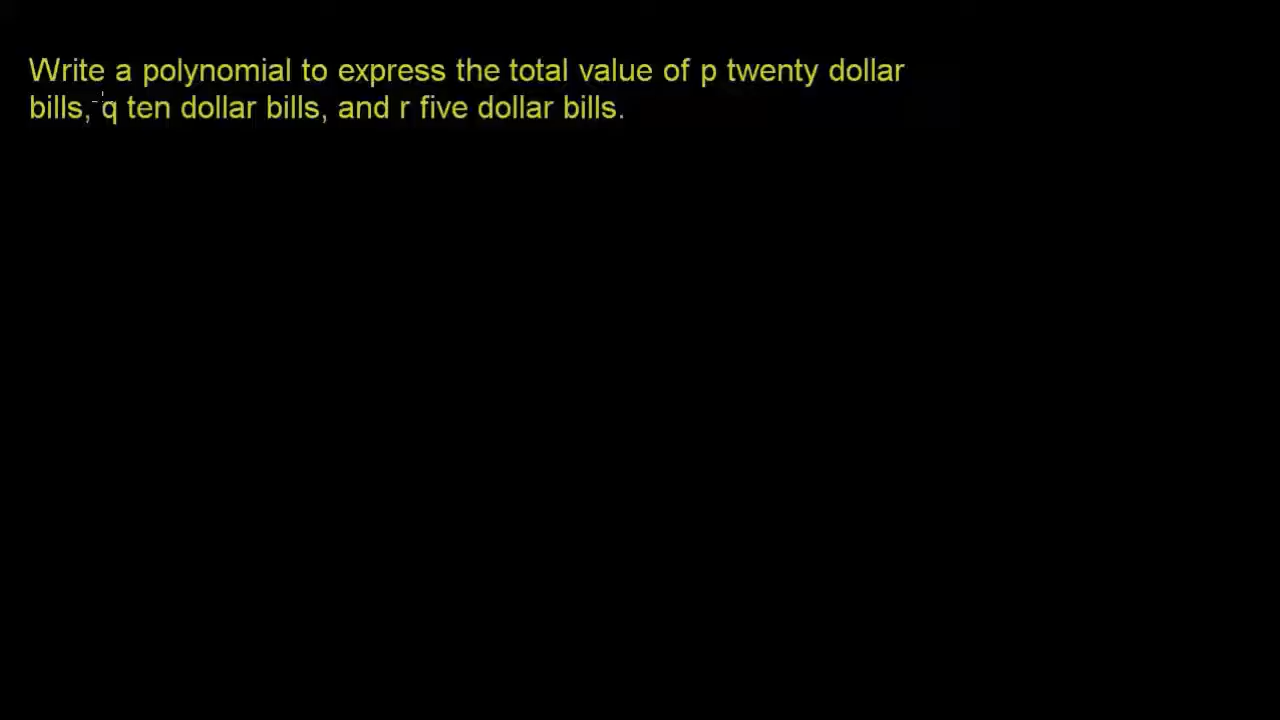 Write a polynomial to express the total value of p twenty dollar
bills, q ten dollar bills, and r five dollar bills.